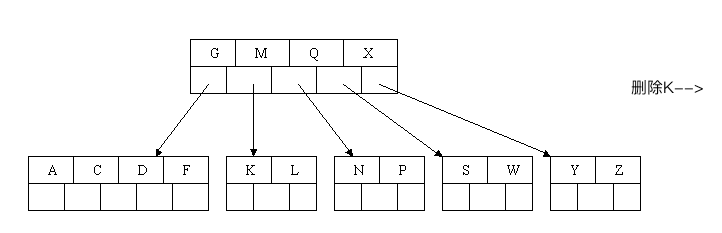 G M Q X
删除K-->
A C D F K L N P S W Y Z